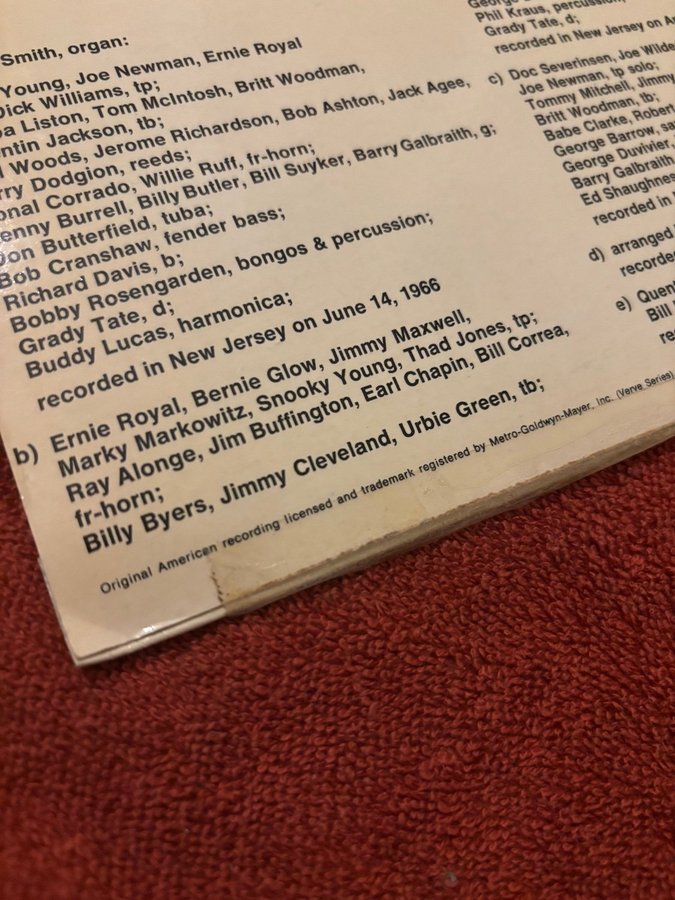 Smith, organ:
Young, Joe Newman, Ernie Royal
Dick Williams, tp;
Liston, Tom McIntosh, Britt Woodman,
Jackson, tb;
Woods, Jerome Richardson, Bob Ashton, Jack Agee,
Dodgion, reeds;
Corrado, Willie Ruff, fr-horn;
enny Burrell, Billy Butler, Bill Suyker, Barry Galbraith, g;
Don Butterfield, tuba;
Bob Cranshaw, fender bass;
Richard Davis, b;
Bobby Rosengarden, bongos & percussion;
Grady Tate, d;
Buddy Lucas, harmonica;
recorded in New Jersey on June 14, 1966
b) Ernie Royal, Bernie Glow, Jimmy Maxwell,
Marky Markowitz, Snooky Young, Thad Jones, tp;
Ray Alonge, Jim Buffington, Earl Chapin, Bill Correa,
fr-horn;
Billy Byers, Jimmy Cleveland, Urbie Green, tb;
George
Phil Kraus, percussion,
Grady Tate, d;
recorded in New Jersey on
c) Doc Severinsen, Joe Wilde
Joe Newman, tp solo;
Tommy Mitchell, Jimmy
Britt Woodman, tb;
Babe Clarke, Robert
George Barrow, sa
George Duvivier,
Barry Galbraith
Ed Shaughnes
recorded in
d) arranged
recorded
e) Quen
Bill
re
Original American recording licensed and trademark registered by Metro-Goldwyn-Mayer, Inc. (Verve Series)